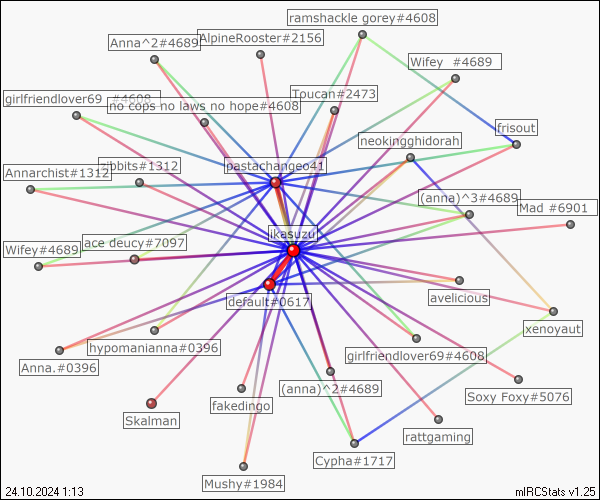 ramshackle gorey#4608
AlpineRooster#2156
Anna^2#4689
Wifey #4689
Toucan#2473
girlfriendlover69 #4608
no cops no laws no hope#4608
frisout
neokingghidorah
pastachangeo41
gibbits#1312
Annarchist#1312
(anna)^3#4689
Mad #6901
ikasuzu
ace deucy#7097
Wifey#4689
avelicious
default#0617
xenoyaut
hypomanianna#0396
girlfriendlover69#4608
Anna.#0396
(anna)^2#4689
Soxy Foxy#5076
fakedingo
Skalman
rattgaming
Cypha#1717
Mushy#1984
24.10.2024 1:13
mIRCStats v1.25